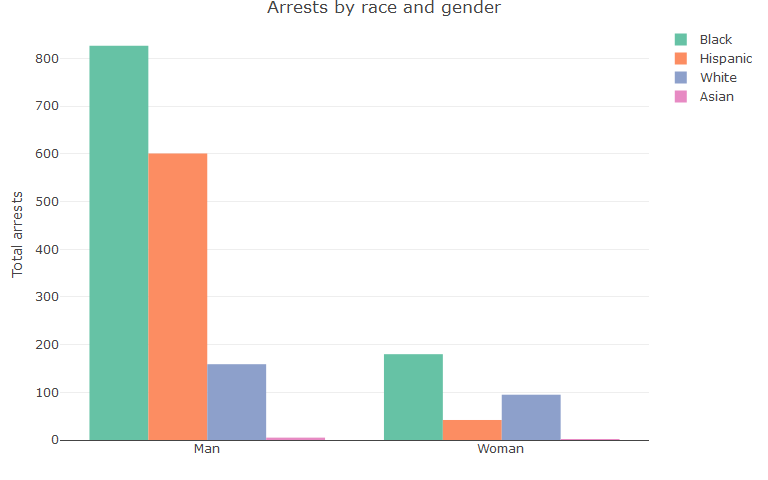 Arrests by race and gender
Black
Hispanic
White
Asian
Total arrests
800
700
600
500
400
300
200
100
0
Man
Woman